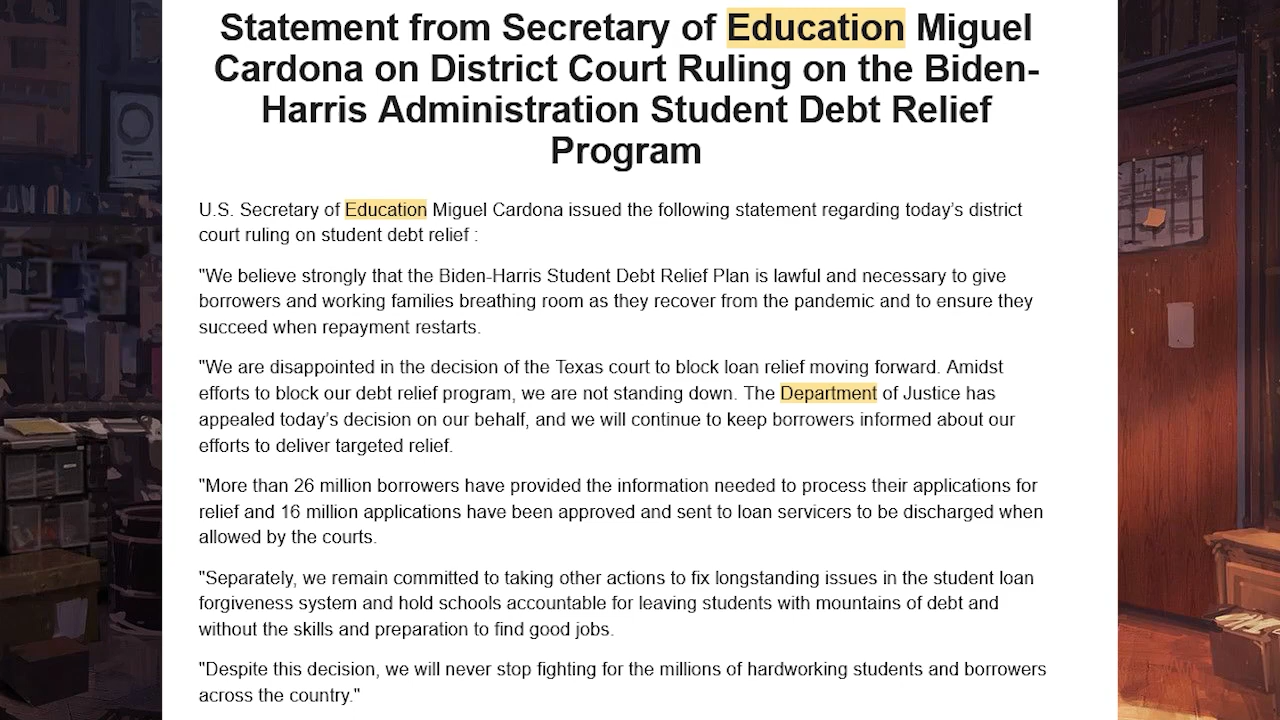 Statement from Secretary of Education Miguel
Cardona on District Court Ruling on the Biden-
Harris Administration Student Debt Relief
Program
U.S. Secretary of Education Miguel Cardona issued the following statement regarding today’s district
court ruling on student debt relief :
"We believe strongly that the Biden-Harris Student Debt Relief Plan is lawful and necessary to give
borrowers and working families breathing room as they recover from the pandemic and to ensure they
succeed when repayment restarts.
"We are disappointed in the decision of the Texas court to block loan relief moving forward. Amidst
efforts to block our debt relief program, we are not standing down. The Department of Justice has
appealed today’s decision on our behalf, and we will continue to keep borrowers informed about our
efforts to deliver targeted relief.
"More than 26 million borrowers have provided the information needed to process their applications for
relief and 16 million applications have been approved and sent to loan servicers to be discharged when
allowed by the courts.
"Separately, we remain committed to taking other actions to fix longstanding issues in the student loan
forgiveness system and hold schools accountable for leaving students with mountains of debt and
without the skills and preparation to find good jobs.
"Despite this decision, we will never stop fighting for the millions of hardworking students and borrowers
across the country."